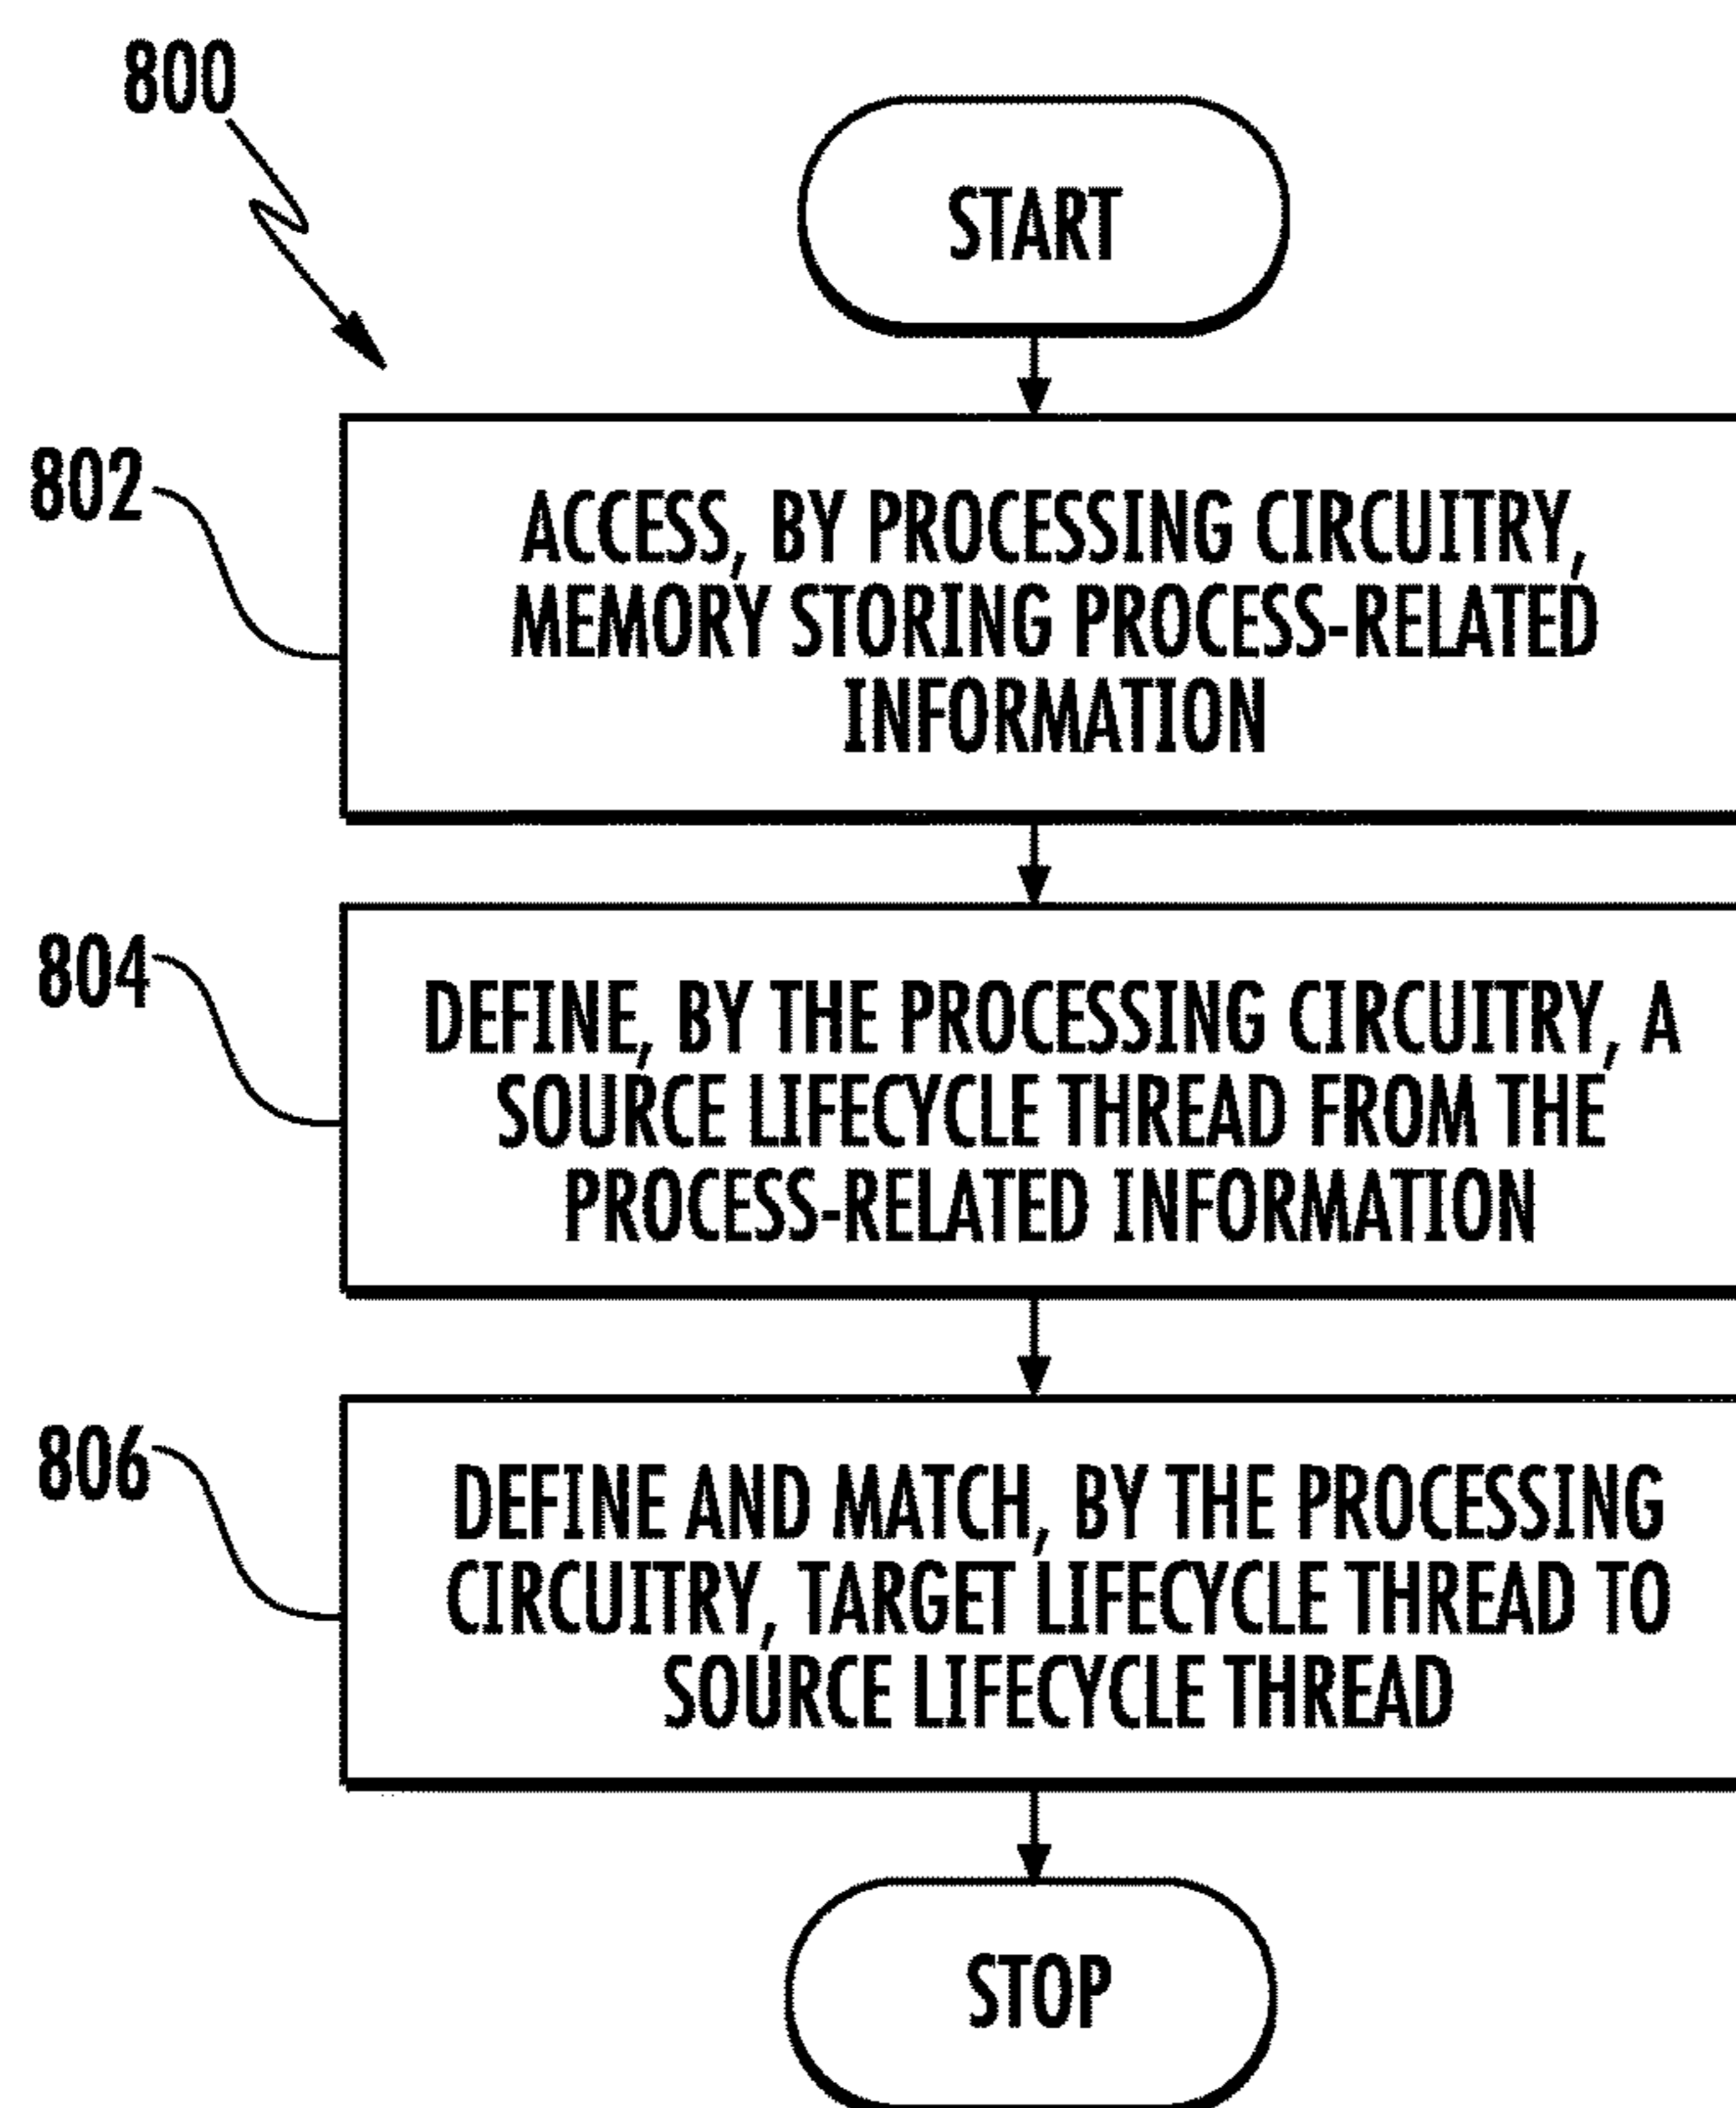 800
START
802
ACCESS, BY PROCESSING CIRCUITRY,
MEMORY STORING PROCESS-RELATED
INFORMATION
804
DEFINE, BY THE PROCESSING CIRCUITRY, A
SOURCE LIFECYCLE THREAD FROM THE
PROCESS-RELATED INFORMATION
806
DEFINE AND MATCH, BY THE PROCESSING
CIRCUITRY, TARGET LIFECYCLE THREAD TO
SOURCE LIFECYCLE THREAD
STOP